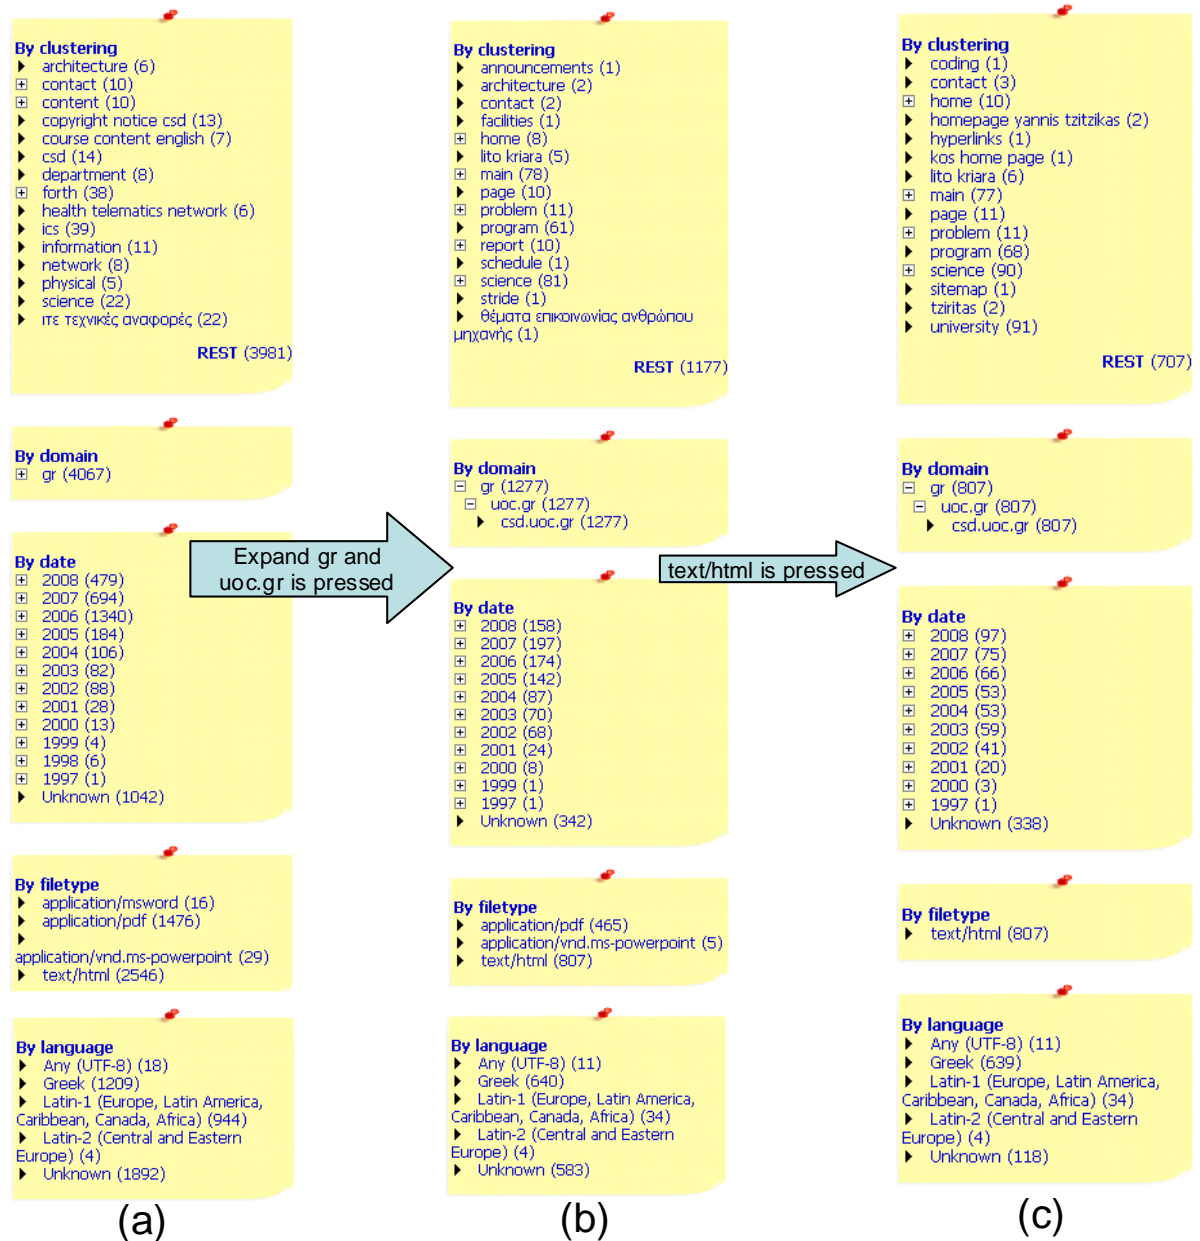 By clustering
architecture (6)
contact (10)
content (10)
copyright notice csd (13)
course content english (7)
csd (14)
department (8)
forth (38)
health telematics network (6)
ics (39)
information (11)
network (8)
physical (5)
science (22)
ιτε τεχνικές αναφορές (22)
REST (3981)
By domain
gr (4067)
By date
2008 (479)
2007 (694)
2006 (1340)
2005 (184)
2004 (106)
2003 (82)
2002 (88)
2001 (28)
2000 (13)
1999 (4)
1998 (6)
1997 (1)
Unknown (1042)
By filetype
application/msword (16)
application/pdf (1476)
application/vnd.ms-powerpoint (29)
text/html (2546)
By language
Any (UTF-8) (18)
Greek (1209)
Latin-1 (Europe, Latin America,
Caribbean, Canada, Africa) (944)
Latin-2 (Central and Eastern
Europe) (4)
Unknown (1892)
(a)
Expand gr and
uoc.gr is pressed
By clustering
announcements (1)
architecture (2)
contact (2)
facilities (1)
home (8)
lito kriara (5)
main (78)
page (10)
problem (11)
program (61)
report (10)
schedule (1)
science (81)
stride (1)
θέματα επικοινωνίας ανθρώπου
μηχανής (1)
REST (1177)
By domain
gr (1277)
uoc.gr (1277)
csd.uoc.gr (1277)
By date
2008 (158)
2007 (197)
2006 (174)
2005 (142)
2004 (87)
2003 (70)
2002 (68)
2001 (24)
2000 (8)
1999 (1)
1997 (1)
Unknown (342)
By filetype
application/pdf (465)
application/vnd.ms-powerpoint (5)
text/html (807)
By language
Any (UTF-8) (11)
Greek (640)
Latin-1 (Europe, Latin America,
Caribbean, Canada, Africa) (34)
Latin-2 (Central and Eastern
Europe) (4)
Unknown (583)
(b)
text/html is pressed
By clustering
coding (1)
contact (3)
home (10)
homepage yannis tzitzikas (2)
hyperlinks (1)
kos home page (1)
lito kriara (6)
main (77)
page (11)
problem (11)
program (68)
science (90)
sitemap (1)
tziritas (2)
university (91)
REST (707)
By domain
gr (807)
uoc.gr (807)
csd.uoc.gr (807)
By date
2008 (97)
2007 (75)
2006 (66)
2005 (53)
2004 (53)
2003 (59)
2002 (41)
2001 (20)
2000 (3)
1997 (1)
Unknown (338)
By filetype
text/html (807)
By language
Any (UTF-8) (11)
Greek (639)
Latin-1 (Europe, Latin America,
Caribbean, Canada, Africa) (34)
Latin-2 (Central and Eastern
Europe) (4)
Unknown (118)
(c)